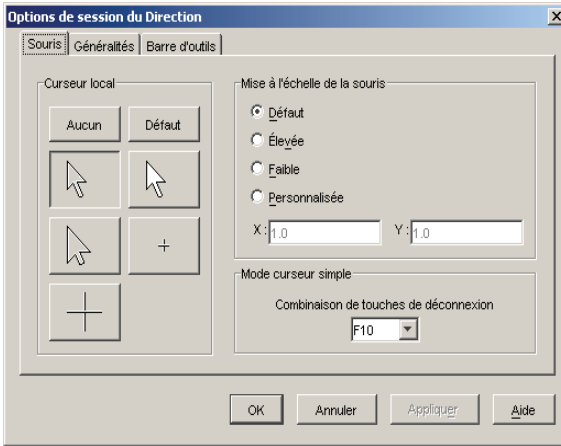 Options de session du Direction
Souris Généralités Barre d'outils
Curseur local
Aucun Défaut
Mise à l'échelle de la souris
Défaut
Élevée
Faible
Personnalisée
X : 1.0 Y : 1.0
Mode curseur simple
Combinaison de touches de déconnexion
F10
OK Annuler Appliquer Aide